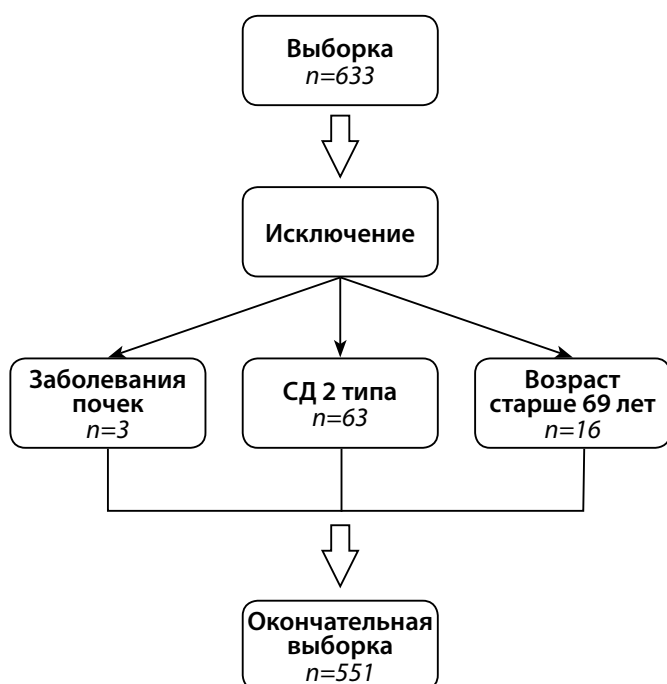 Выборка
n=633
Исключение
Заболевания
почек
n=3
СД 2 типа
n=63
Возраст
старше 69 лет
n=16
Окончательная
выборка
n=551